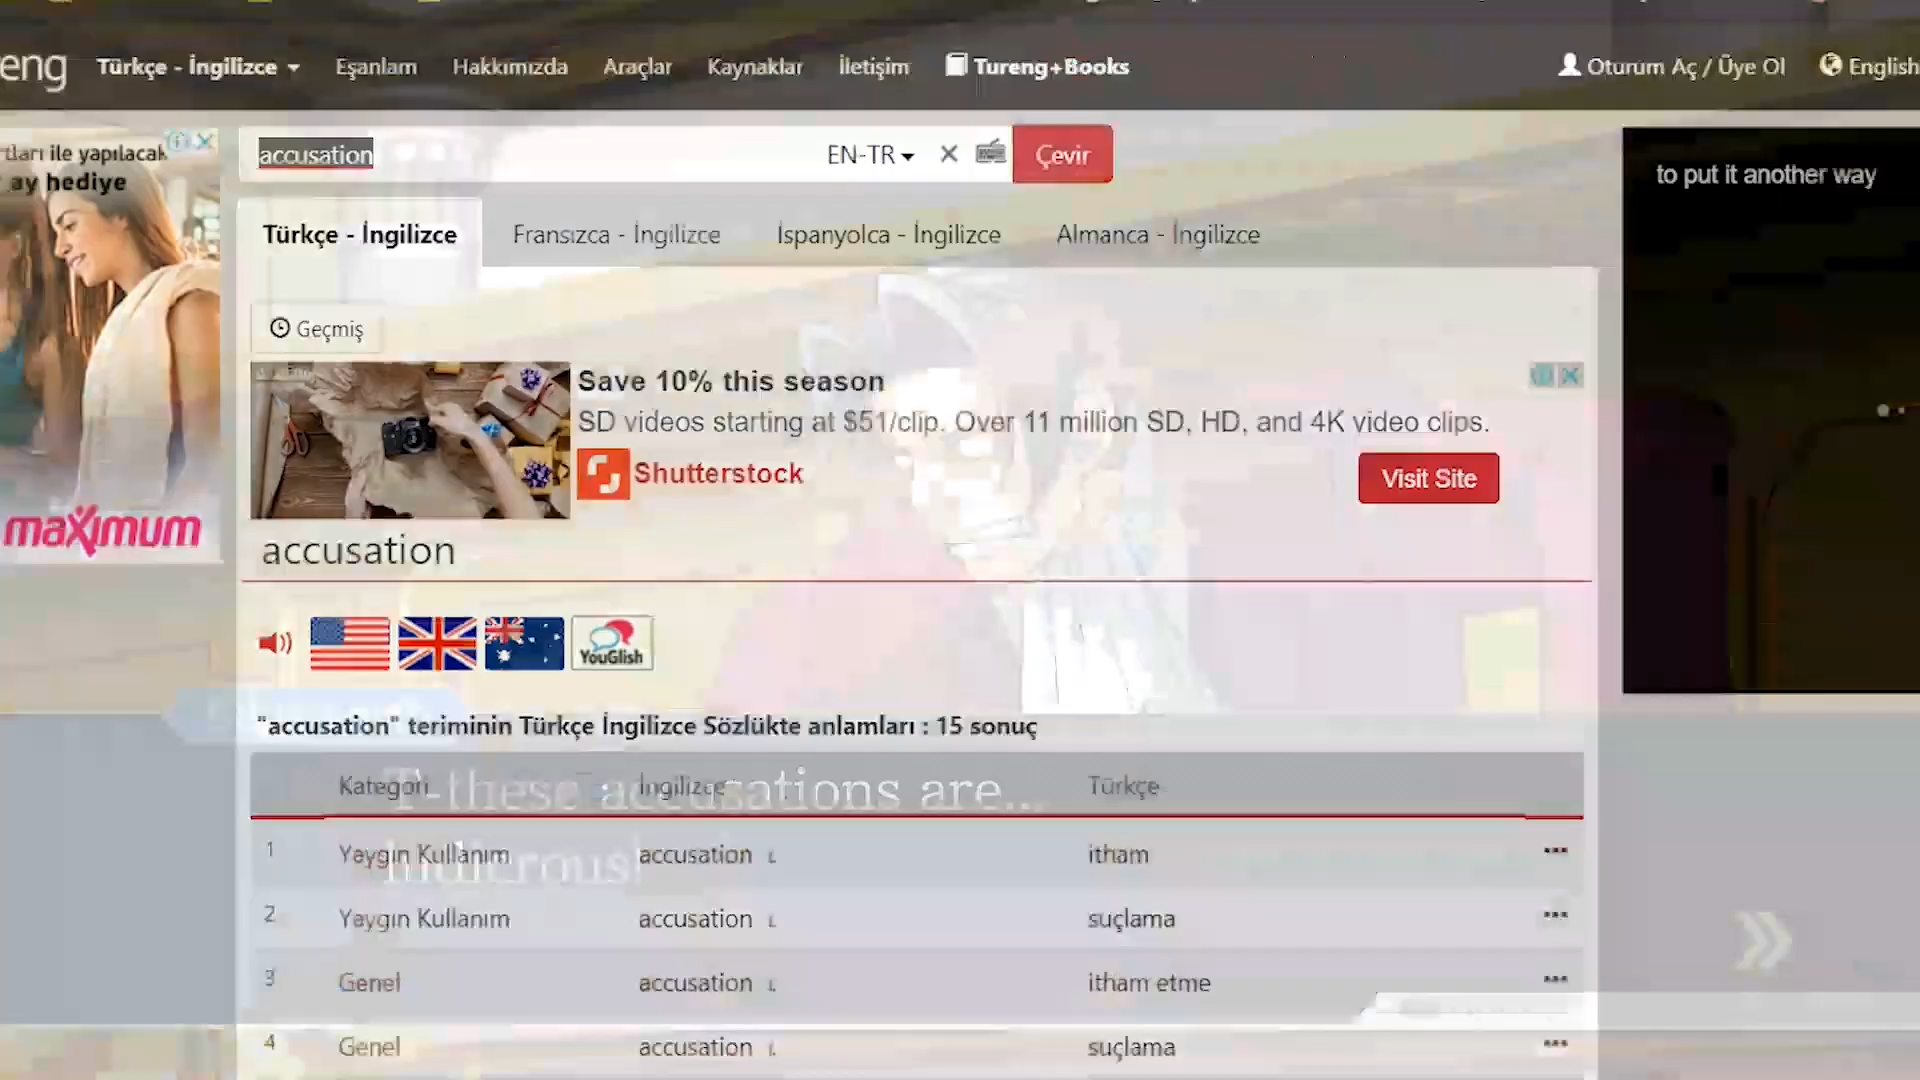 eng Türkçe - İngilizce Eşanlam Hakkımızda Araçlar Kaynaklar İletişim Tureng+Books Oturum Aç / Üye Ol English
tları ile yapılacak
ay hediye
maximum
accusation EN-TR Çevir
to put it another way
Türkçe - İngilizce Fransızca - İngilizce İspanyolca - İngilizce Almanca - İngilizce
Geçmiş
Save 10% this season
SD videos starting at $51/clip. Over 11 million SD, HD, and 4K video clips.
Shutterstock
Visit Site
accusation
YouGlish
"accusation" teriminin Türkçe İngilizce Sözlükte anlamları : 15 sonuç
Kategori İngilizce Türkçe
T-these accusations are...
ludicrous!
1 Yaygın Kullanım accusation i. itham
2 Yaygın Kullanım accusation i. suçlama
3 Genel accusation i. itham etme
4 Genel accusation i. suçlama